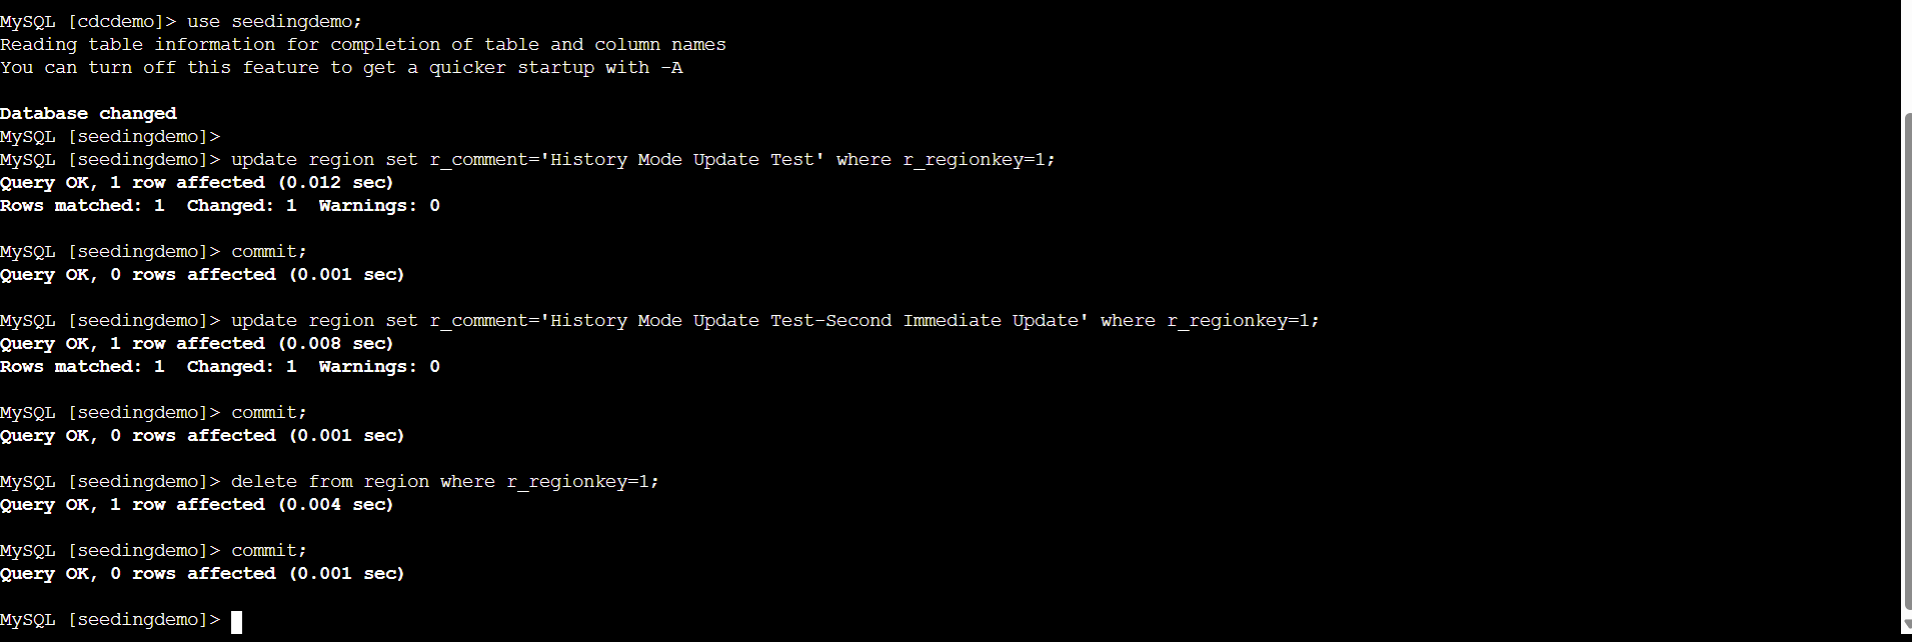 MySQL [cdcdemo]> use seedingdemo;
Reading table information for completion of table and column names
You can turn off this feature to get a quicker startup with -A
Database changed
MySQL [seedingdemo]>
MySQL [seedingdemo]> update region set r_comment='History Mode Update Test' where r_regionkey=1;
Query OK, 1 row affected (0.012 sec)
Rows matched: 1  Changed: 1  Warnings: 0
MySQL [seedingdemo]> commit;
Query OK, 0 rows affected (0.001 sec)
MySQL [seedingdemo]> update region set r_comment='History Mode Update Test-Second Immediate Update' where r_regionkey=1;
Query OK, 1 row affected (0.008 sec)
Rows matched: 1  Changed: 1  Warnings: 0
MySQL [seedingdemo]> commit;
Query OK, 0 rows affected (0.001 sec)
MySQL [seedingdemo]> delete from region where r_regionkey=1;
Query OK, 1 row affected (0.004 sec)
MySQL [seedingdemo]> commit;
Query OK, 0 rows affected (0.001 sec)
MySQL [seedingdemo]>